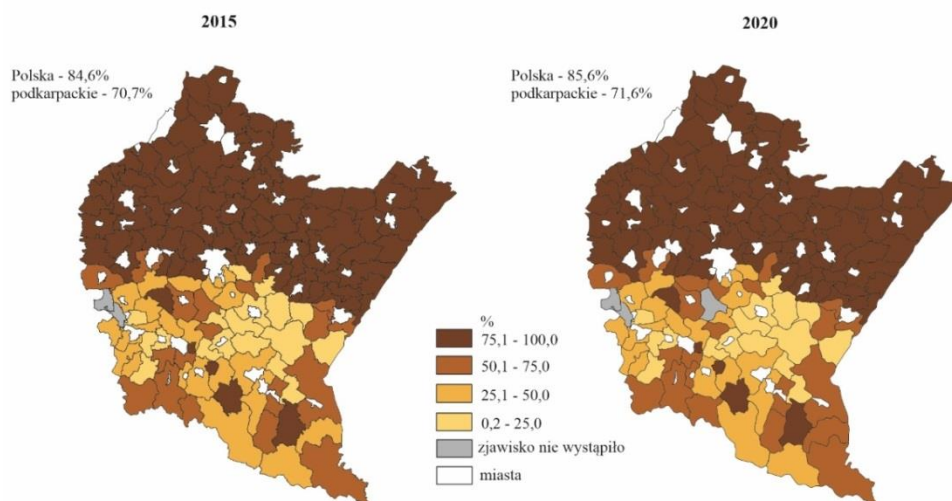 2015
2020
Polska - 84,6%
podkarpackie - 70,7%
Polska - 85,6%
podkarpackie - 71,6%
%
75,1 - 100,0
50,1 - 75,0
25,1 - 50,0
0,2 - 25,0
zjawisko nie wystąpiło
miasta